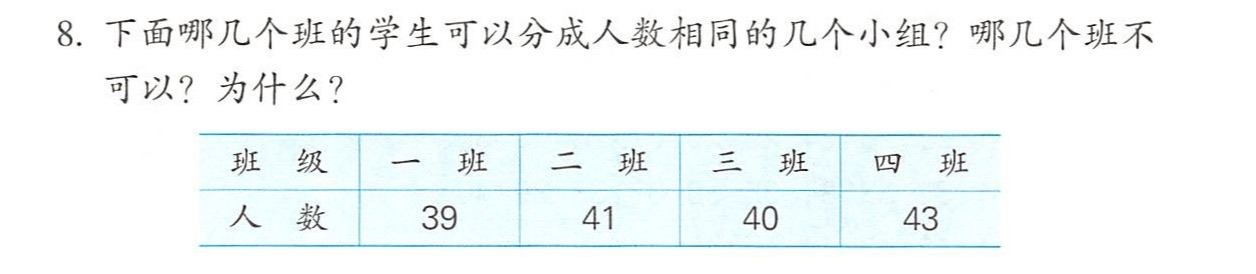 8. 下面哪几个班的学生可以分成人数相同的几个小组？哪几个班不
可以？为什么？
班 级 一 班 二 班 三 班 四 班
人 数 39 41 40 43